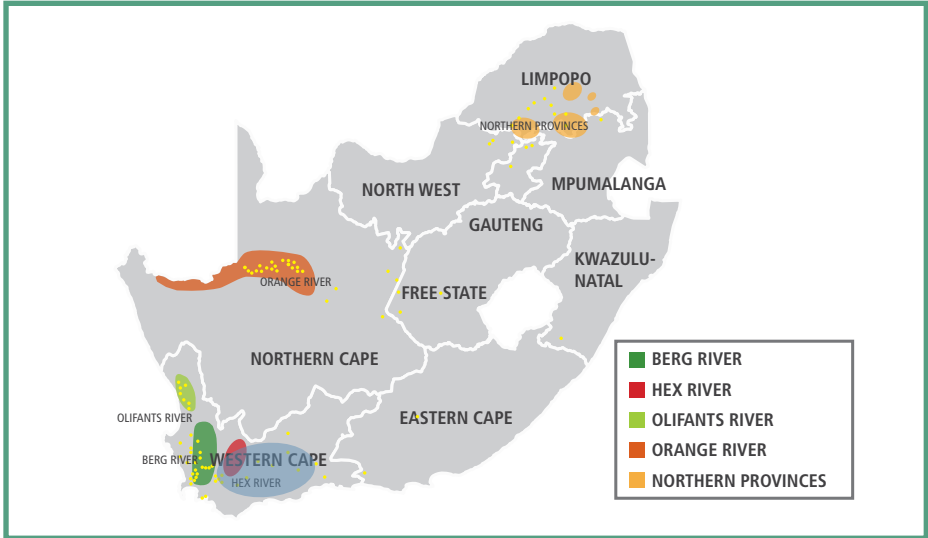 LIMPOPO
NORTHERN PROVINCES
NORTH WEST
MPUMALANGA
GAUTENG
KWAZULU-
NATAL
ORANGE RIVER
FREE STATE
NORTHERN CAPE
OLIFANTS RIVER
EASTERN CAPE
BERG RIVER
WESTERN CAPE
HEX RIVER
BERG RIVER
HEX RIVER
OLIFANTS RIVER
ORANGE RIVER
NORTHERN PROVINCES